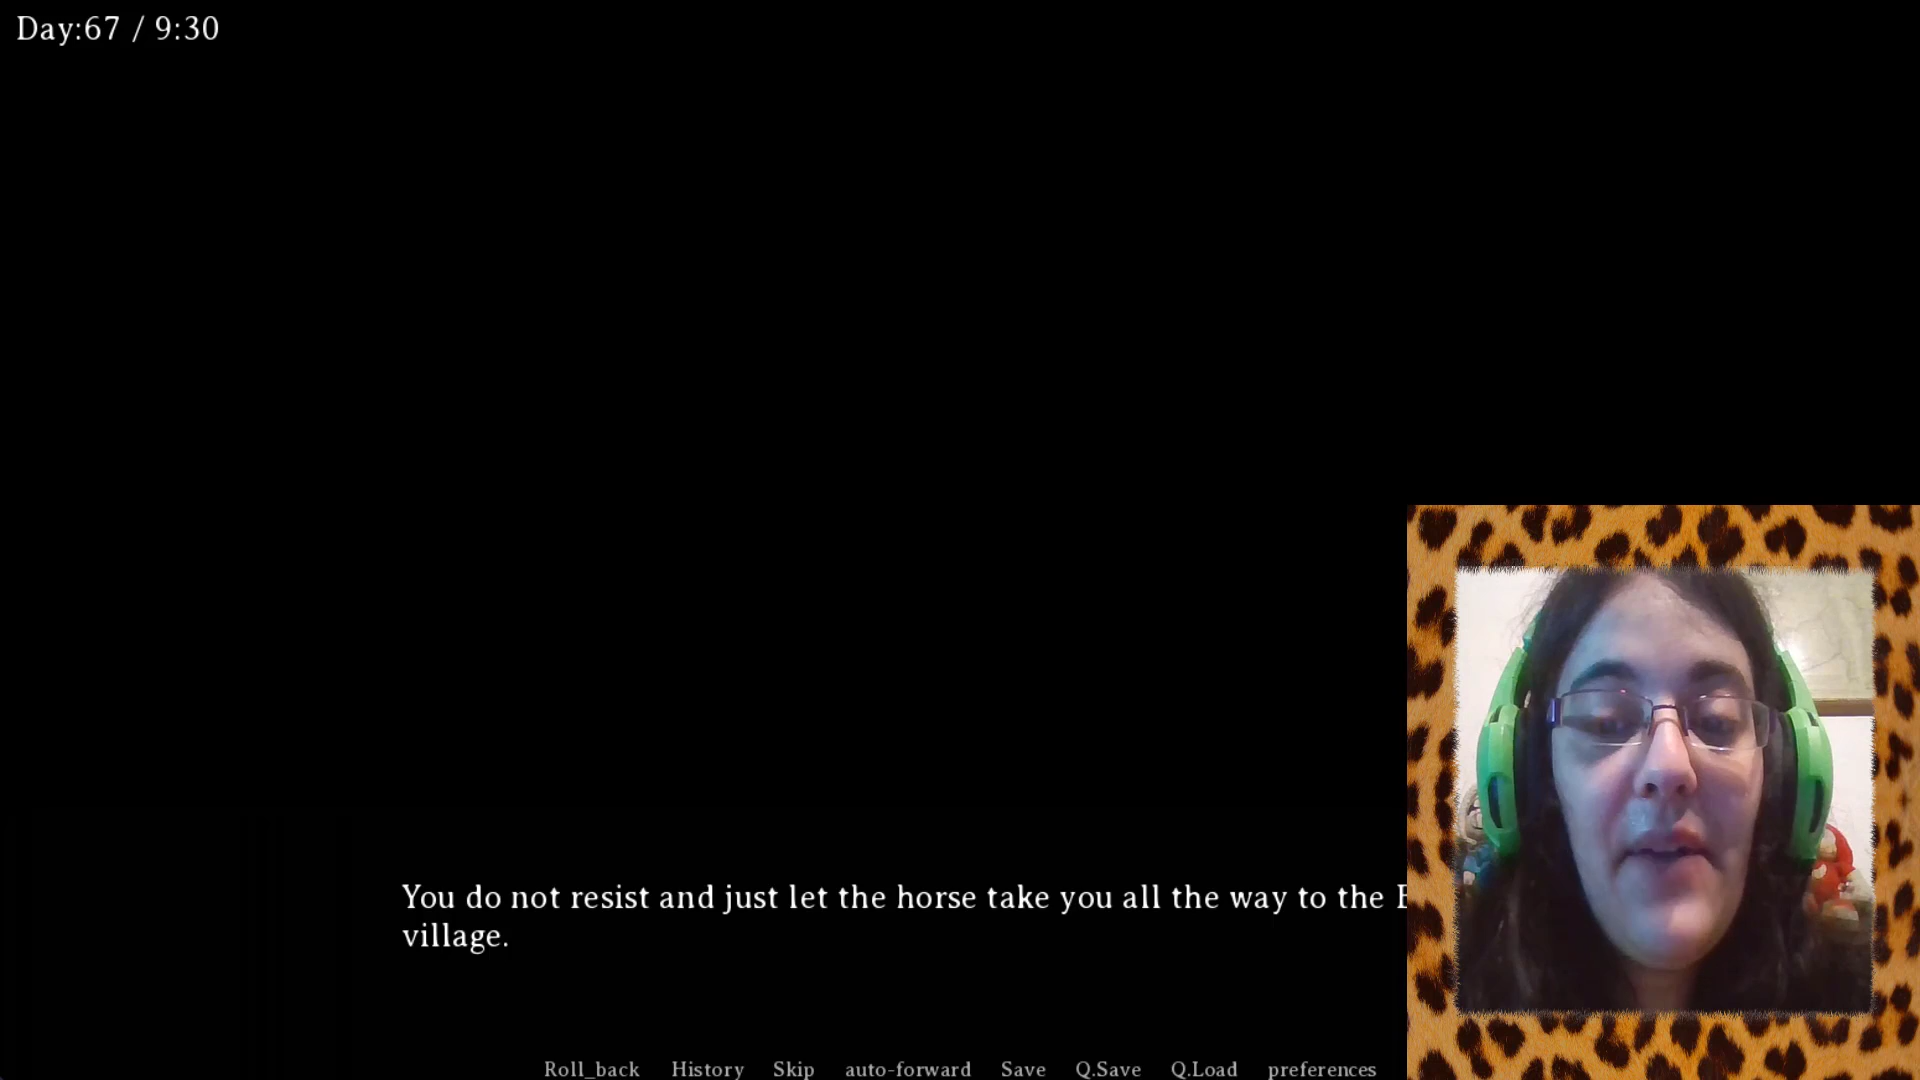 Day:67 / 9:30
You do not resist and just let the horse take you all the way to the
village.
Roll_back History Skip auto-forward Save Q.Save Q.Load preferences